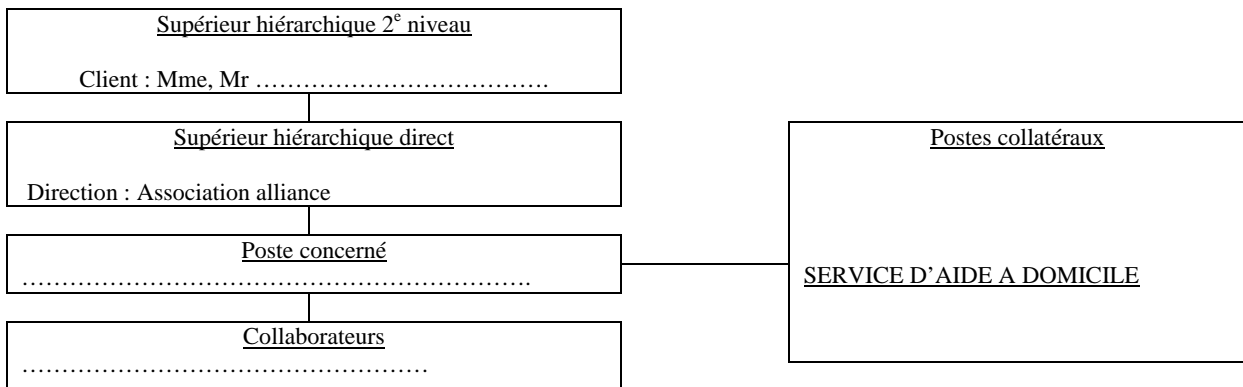 Supérieur hiérarchique 2e niveau
Client : Mme, Mr ……………………………….
Supérieur hiérarchique direct
Direction : Association alliance
Poste concerné
……………………………………………………….
Collaborateurs
……………………………………………
Postes collatéraux
SERVICE D’AIDE A DOMICILE